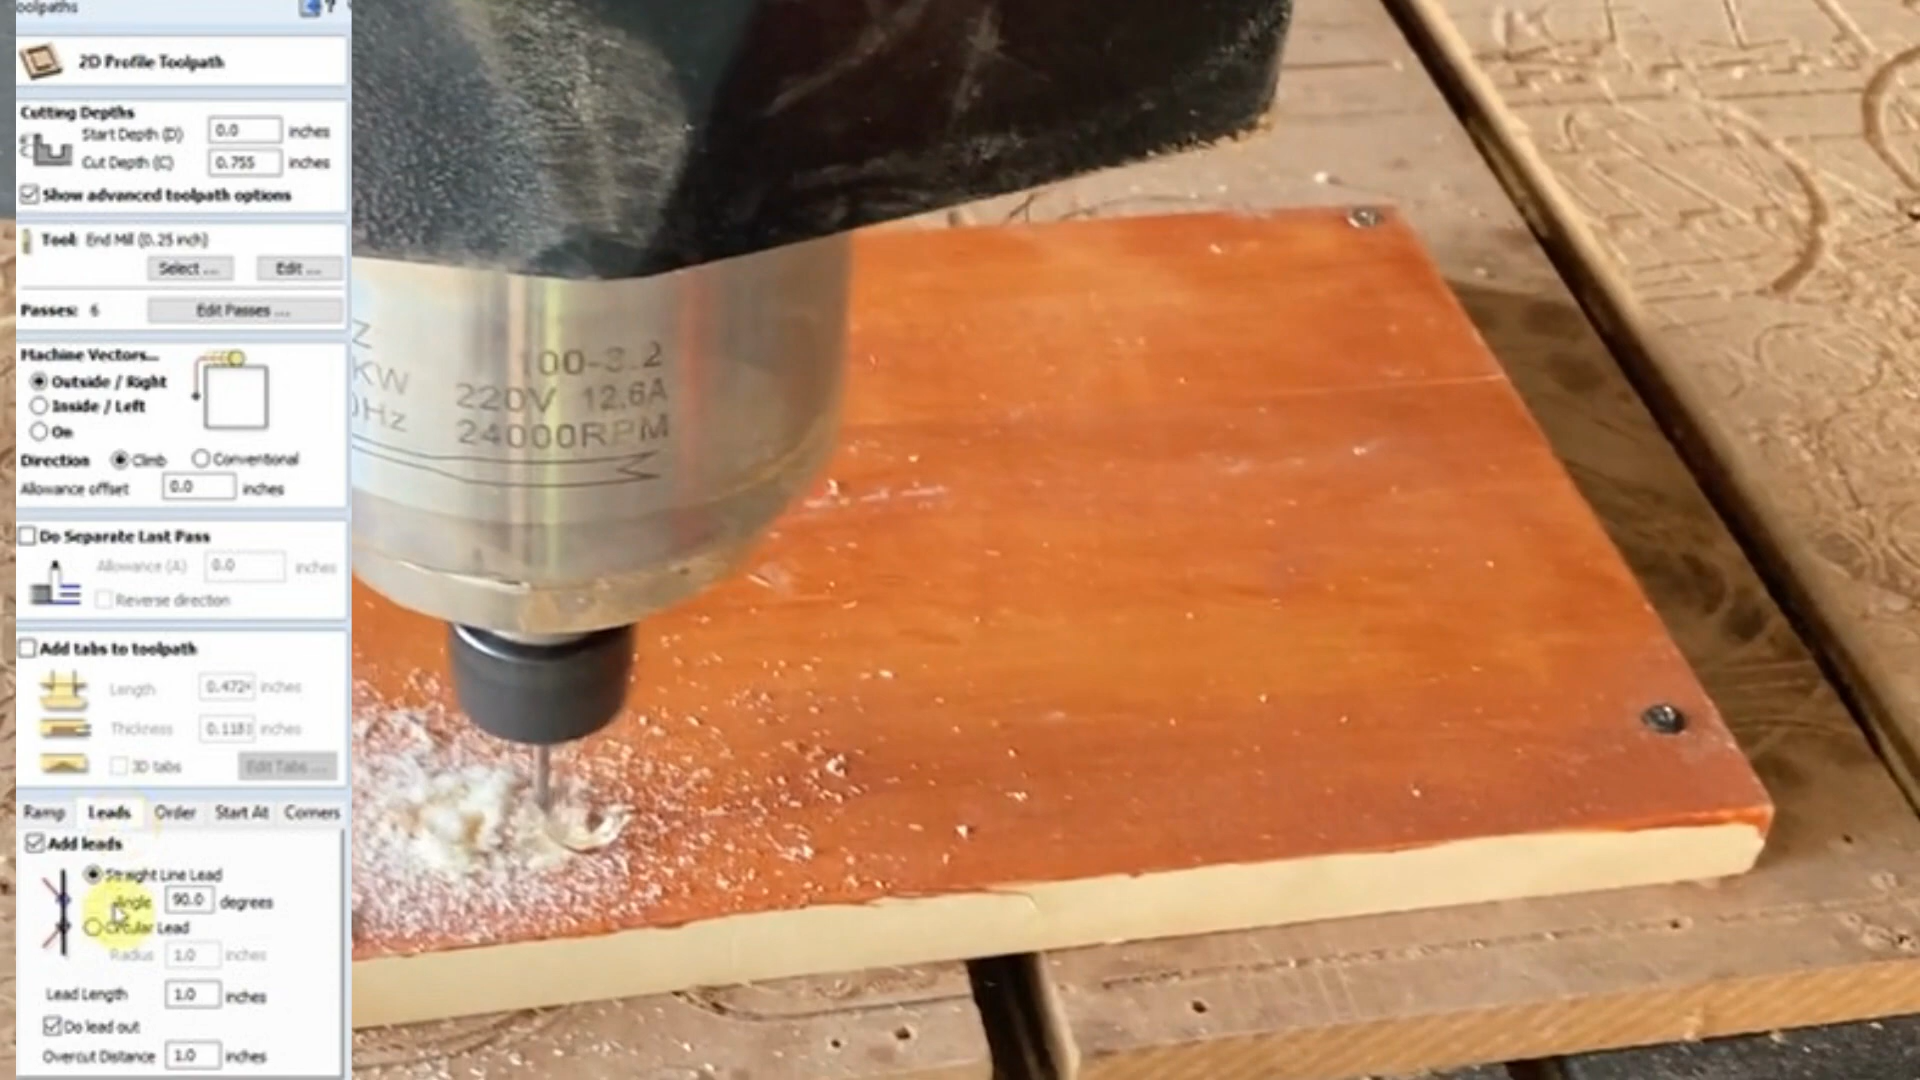 2D Profile Toolpath
Cutting Depths
Start Depth (D) 0.0 inches
Cut Depth (C) 0.755 inches
Show advanced toolpath options
Tool: End Mill (0.25 inch)
Select ... Edit ...
Passes: 6 Edit Passes ...
Machine Vectors...
Outside / Right
Inside / Left
On
Direction Climb Conventional
Allowance offset 0.0 inches
Do Separate Last Pass
Allowance (A) 0.0 inches
Reverse direction
Add tabs to toolpath
Length inches
Thickness inches
3D tabs Edit Tabs ...
Ramp Leads Order Start At Corners
Add leads
Straight Line Lead
Angle 90.0 degrees
Circular Lead
Radius 1.0 inches
Lead Length 1.0 inches
Do lead out
Overcut Distance 1.0 inches
220V 12.6A
24000RPM